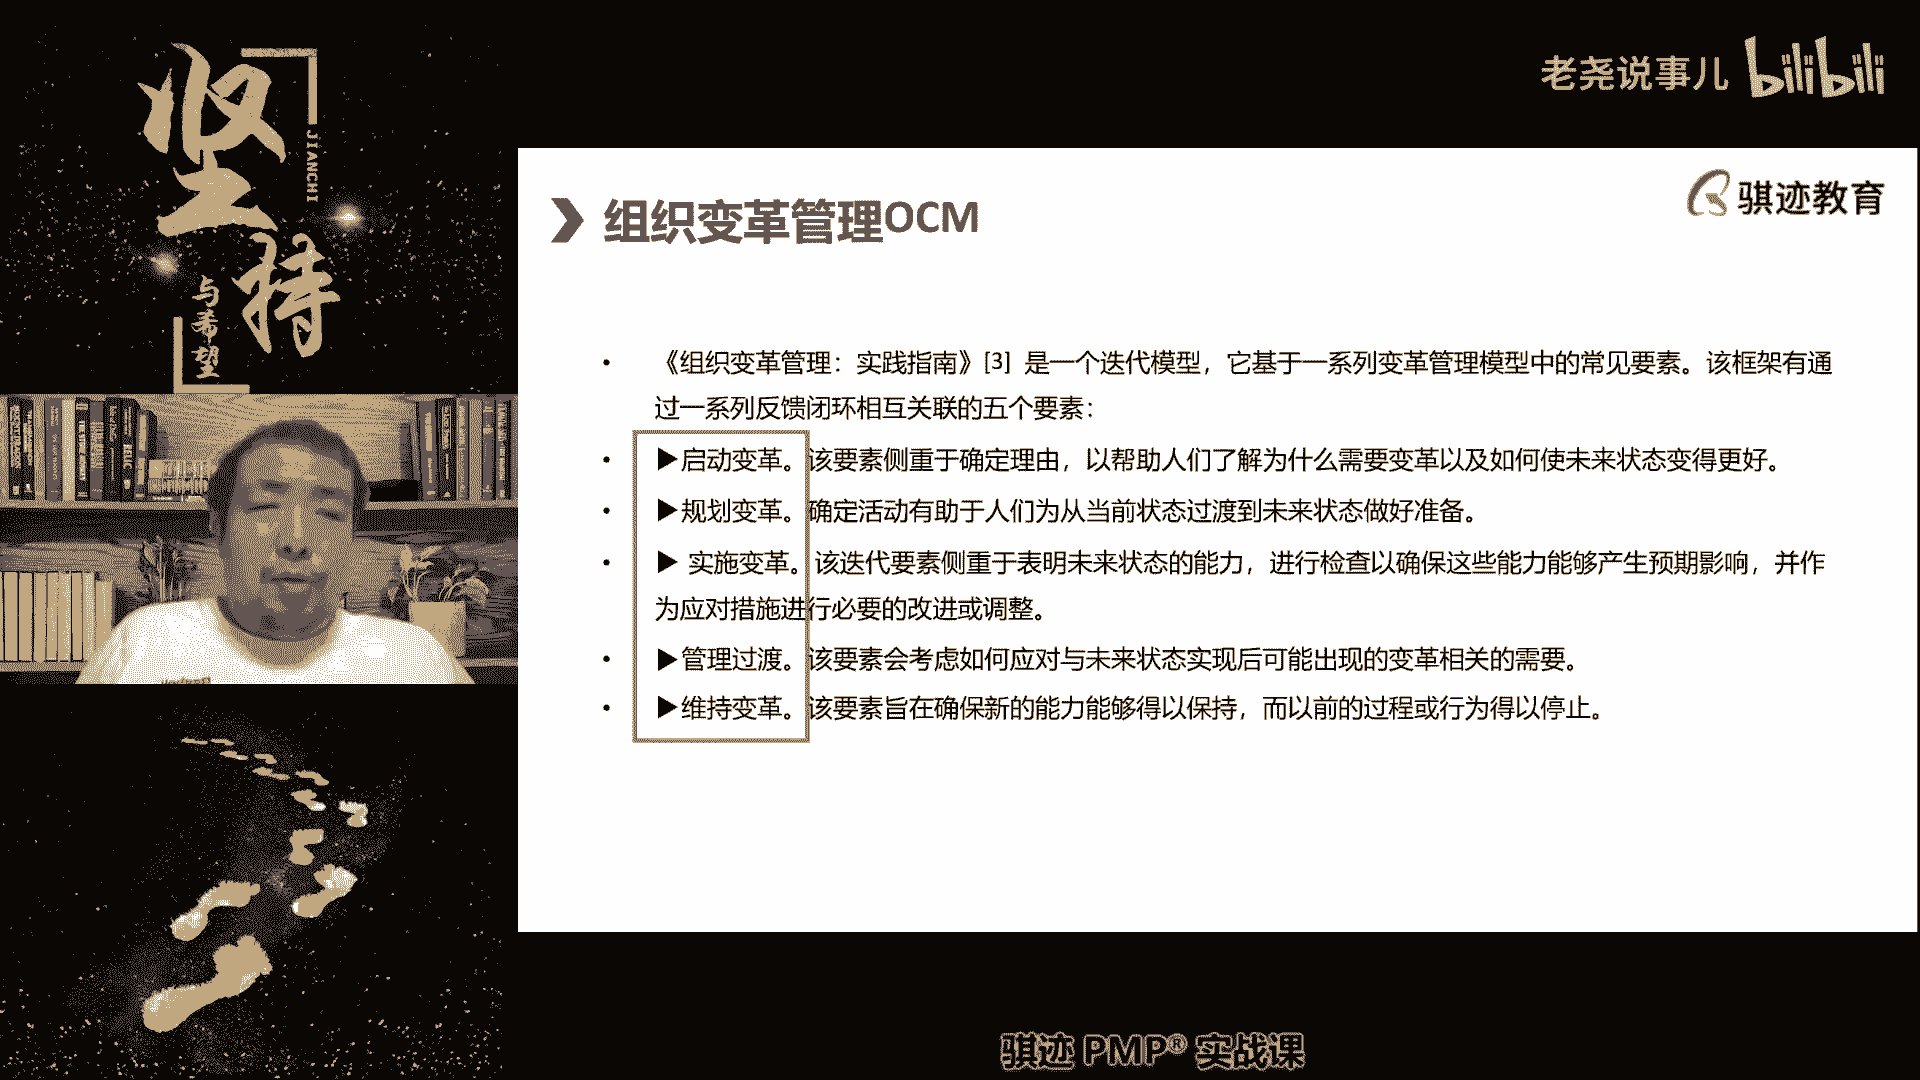 坚持
JIANCHI
与希望
老尧说事儿 bilibili
骐迹教育
组织变革管理OCM
• 《组织变革管理：实践指南》[3] 是一个迭代模型，它基于一系列变革管理模型中的常见要素。该框架有通
过一系列反馈闭环相互关联的五个要素：
• ▶启动变革。该要素侧重于确定理由，以帮助人们了解为什么需要变革以及如何使未来状态变得更好。
• ▶规划变革。确定活动有助于人们为从当前状态过渡到未来状态做好准备。
• ▶ 实施变革。该迭代要素侧重于表明未来状态的能力，进行检查以确保这些能力能够产生预期影响，并作
为应对措施进行必要的改进或调整。
• ▶管理过渡。该要素会考虑如何应对与未来状态实现后可能出现的变革相关的需要。
• ▶维持变革。该要素旨在确保新的能力能够得以保持，而以前的过程或行为得以停止。
骐迹 PMP® 实战课